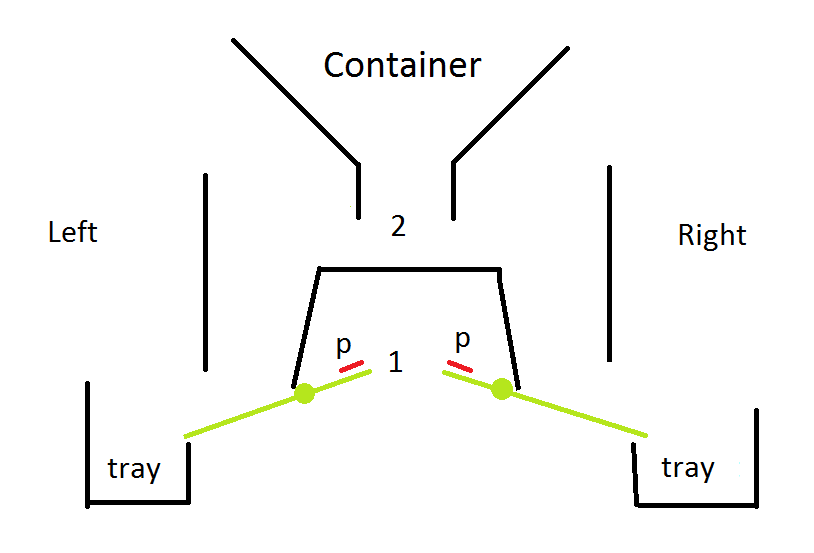 Container
Left
2
Right
p
p
1
tray
tray